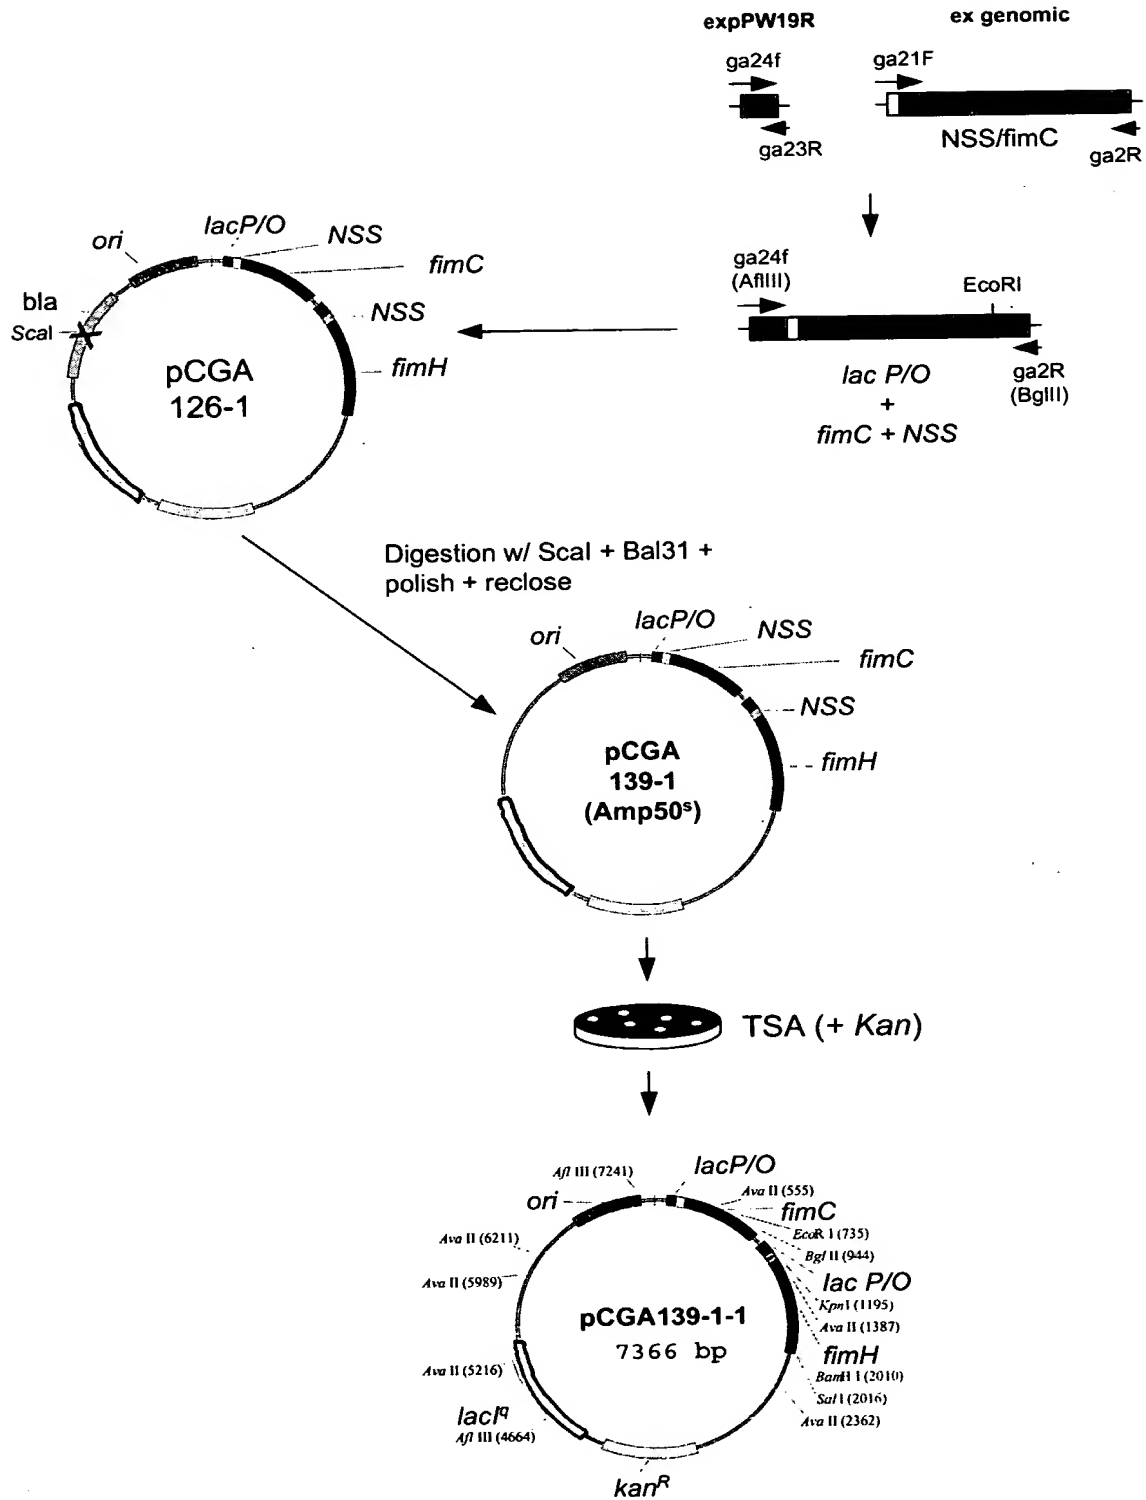 expPW19R
ex genomic
ga24f
ga21F
ga23R
NSS/fimC
ga2R
ga24f
(AflIII)
EcoRI
ga2R
(BglII)
lac P/O
+
fimC + NSS
lacP/O
NSS
ori
fimC
bla
NSS
ScaI
fimH
pCGA
126-1
Digestion w/ ScaI + Bal31 +
polish + reclose
lacP/O
NSS
ori
fimC
NSS
fimH
pCGA
139-1
(Amp50s)
TSA (+ Kan)
lacP/O
Afl III (7241)
ori
Ava II (555)
fimC
EcoR I (735)
Ava II (6211)
Bgl II (944)
Ava II (5989)
lac P/O
KpnI (1195)
Ava II (1387)
pCGA139-1-1
7366 bp
fimH
BamH I (2010)
Ava II (5216)
Sal I (2016)
Ava II (2362)
lacIq
Afl III (4664)
kanR